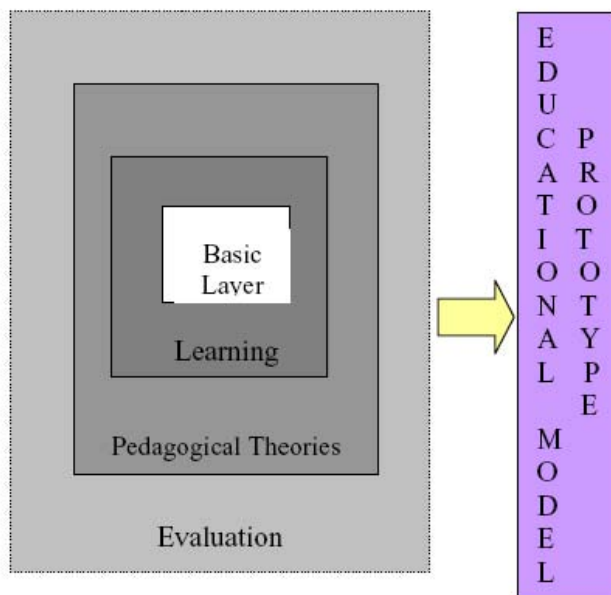 Basic
Layer
Learning
Pedagogical Theories
Evaluation
EDUCATIONAL MODEL
PROTOTYPE